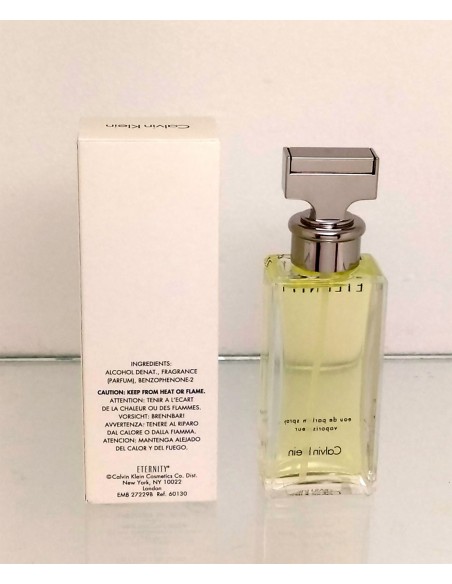 Calvin Klein
INGREDIENTS:
ALCOHOL DENAT., FRAGRANCE
(PARFUM), BENZOPHENONE-2
CAUTION: KEEP FROM HEAT OR FLAME.
ATTENTION: TENIR A L'ECART
DE LA CHALEUR OU DES FLAMMES.
VORSICHT: BRENNBAR!
AVVERTENZA: TENERE AL RIPARO
DAL CALORE O DALLA FIAMMA.
ATENCION: MANTENGA ALEJADO
DEL CALOR Y DEL FUEGO.
ETERNITY®
©Calvin Klein Cosmetics Co. Dist.
New York, NY 10022
London
EMB 27229B Ref. 60130
ETERNITY
eau de parfum spray
vaporisateur
Calvin Klein